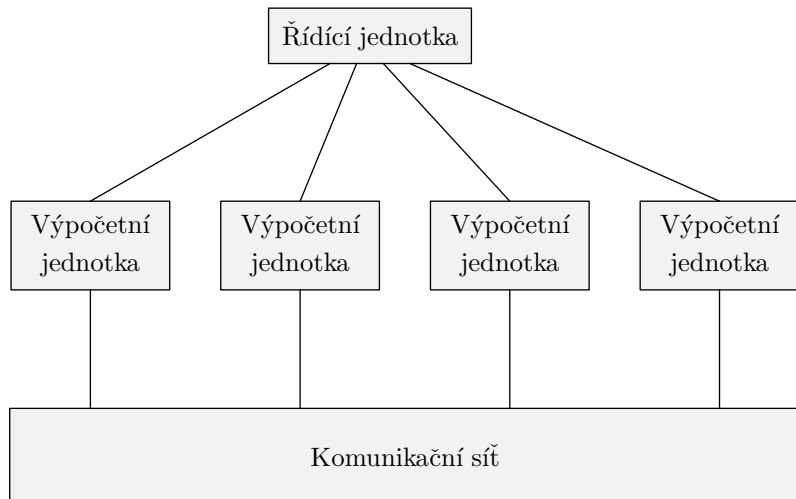 Řídící jednotka
Výpočetní
jednotka
Výpočetní
jednotka
Výpočetní
jednotka
Výpočetní
jednotka
Komunikační síť